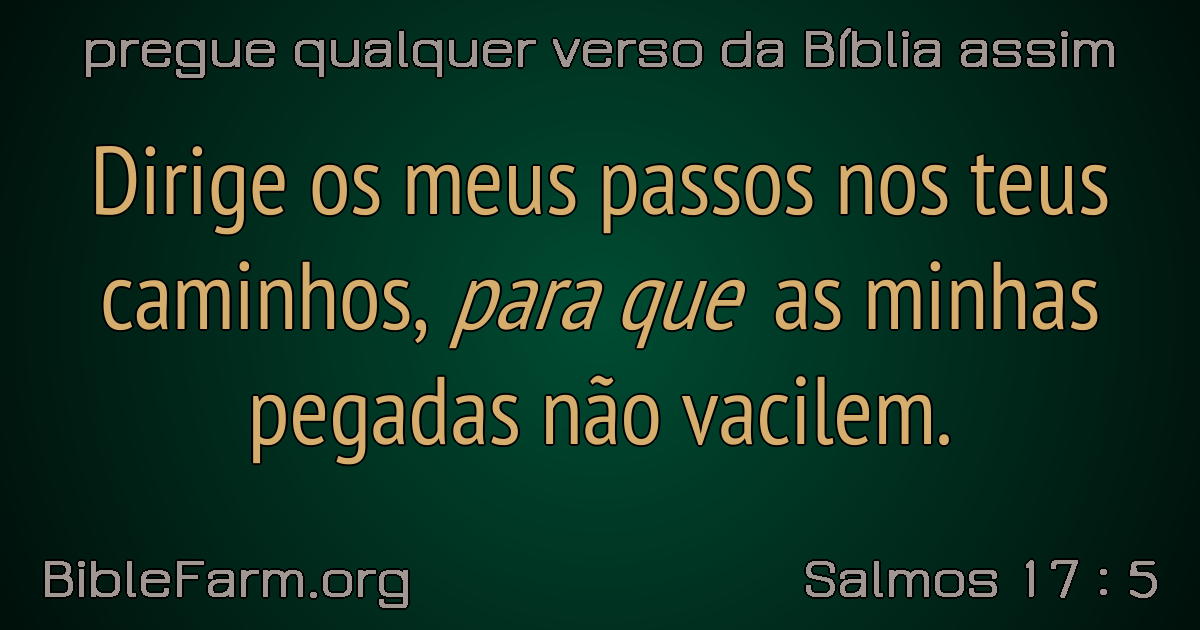 pregue qualquer verso da Bíblia assim
Dirige os meus passos nos teus
caminhos, para que as minhas
pegadas não vacilem.
BibleFarm.org
Salmos 17 : 5